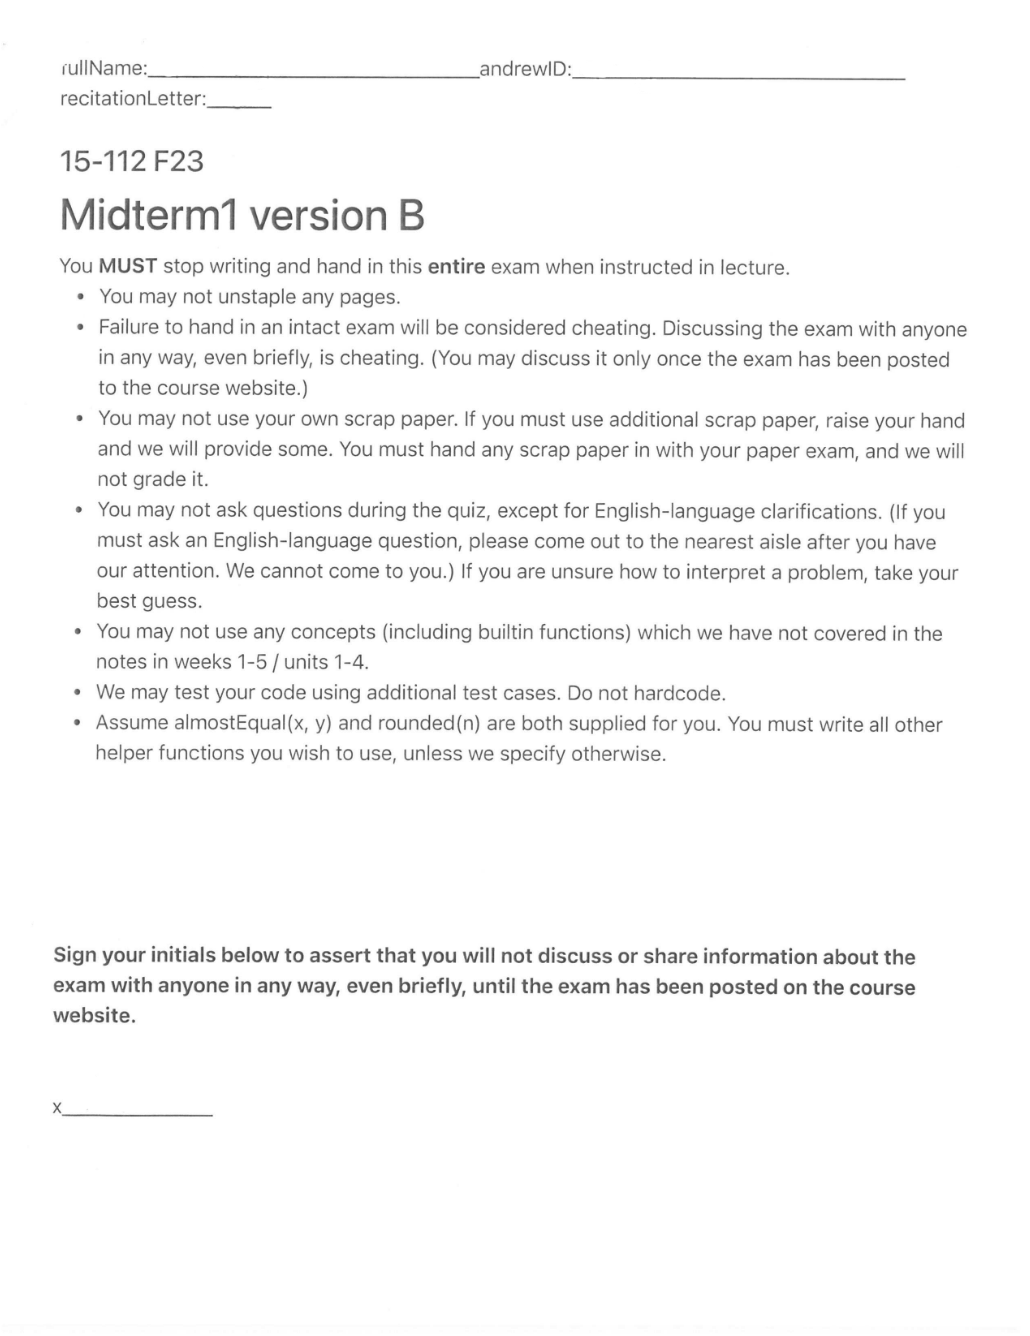 fullName:______________________________andrewID:______________________________
recitationLetter:______
15-112 F23
Midterm1 version B
You MUST stop writing and hand in this entire exam when instructed in lecture.
• You may not unstaple any pages.
• Failure to hand in an intact exam will be considered cheating. Discussing the exam with anyone
in any way, even briefly, is cheating. (You may discuss it only once the exam has been posted
to the course website.)
• You may not use your own scrap paper. If you must use additional scrap paper, raise your hand
and we will provide some. You must hand any scrap paper in with your paper exam, and we will
not grade it.
• You may not ask questions during the quiz, except for English-language clarifications. (If you
must ask an English-language question, please come out to the nearest aisle after you have
our attention. We cannot come to you.) If you are unsure how to interpret a problem, take your
best guess.
• You may not use any concepts (including builtin functions) which we have not covered in the
notes in weeks 1-5 / units 1-4.
• We may test your code using additional test cases. Do not hardcode.
• Assume almostEqual(x, y) and rounded(n) are both supplied for you. You must write all other
helper functions you wish to use, unless we specify otherwise.
Sign your initials below to assert that you will not discuss or share information about the
exam with anyone in any way, even briefly, until the exam has been posted on the course
website.
x______________